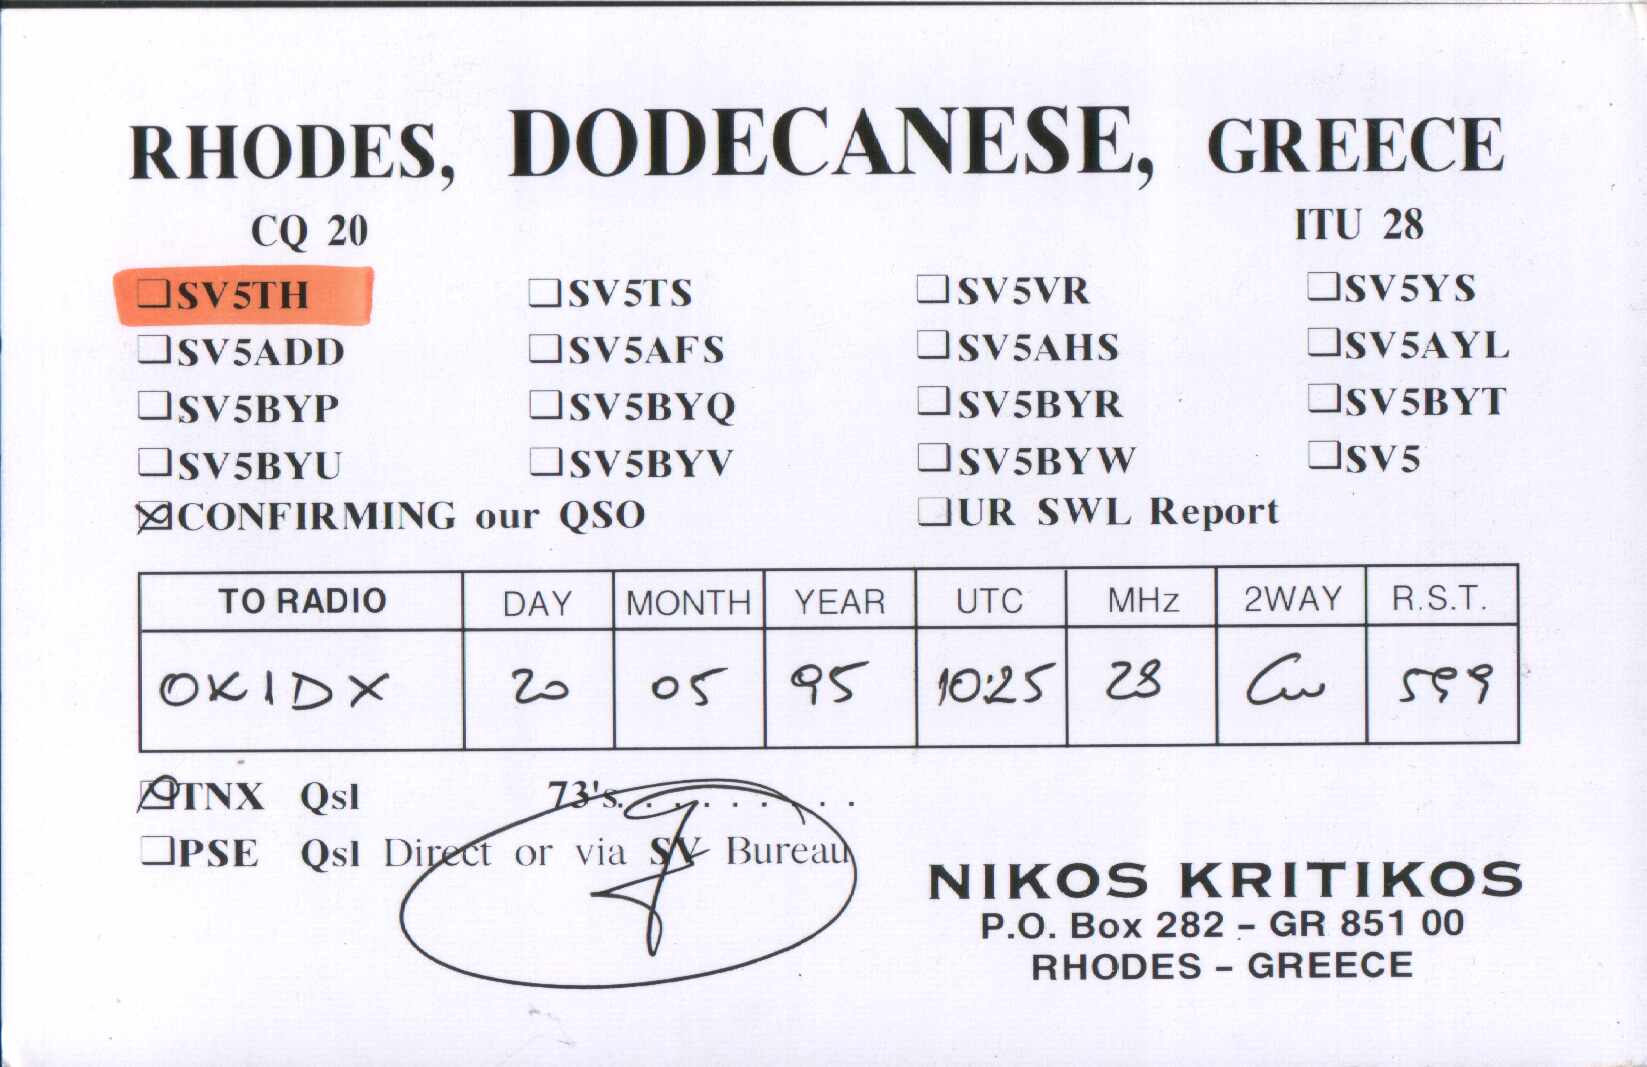 RHODES, DODECANESE, GREECE
CQ 20 ITU 28
SV5TH SV5TS SV5VR SV5YS
SV5ADD SV5AFS SV5AHS SV5AYL
SV5BYP SV5BYQ SV5BYR SV5BYT
SV5BYU SV5BYV SV5BYW SV5
CONFIRMING our QSO UR SWL Report
TO RADIO DAY MONTH YEAR UTC MHz 2WAY R.S.T.
OK1DX 20 05 95 10:25 28 CW 599
TNX Qsl 73's. . . . . . . . .
PSE Qsl Direct or via SV Bureau
NIKOS KRITIKOS
P.O. Box 282 - GR 851 00
RHODES - GREECE